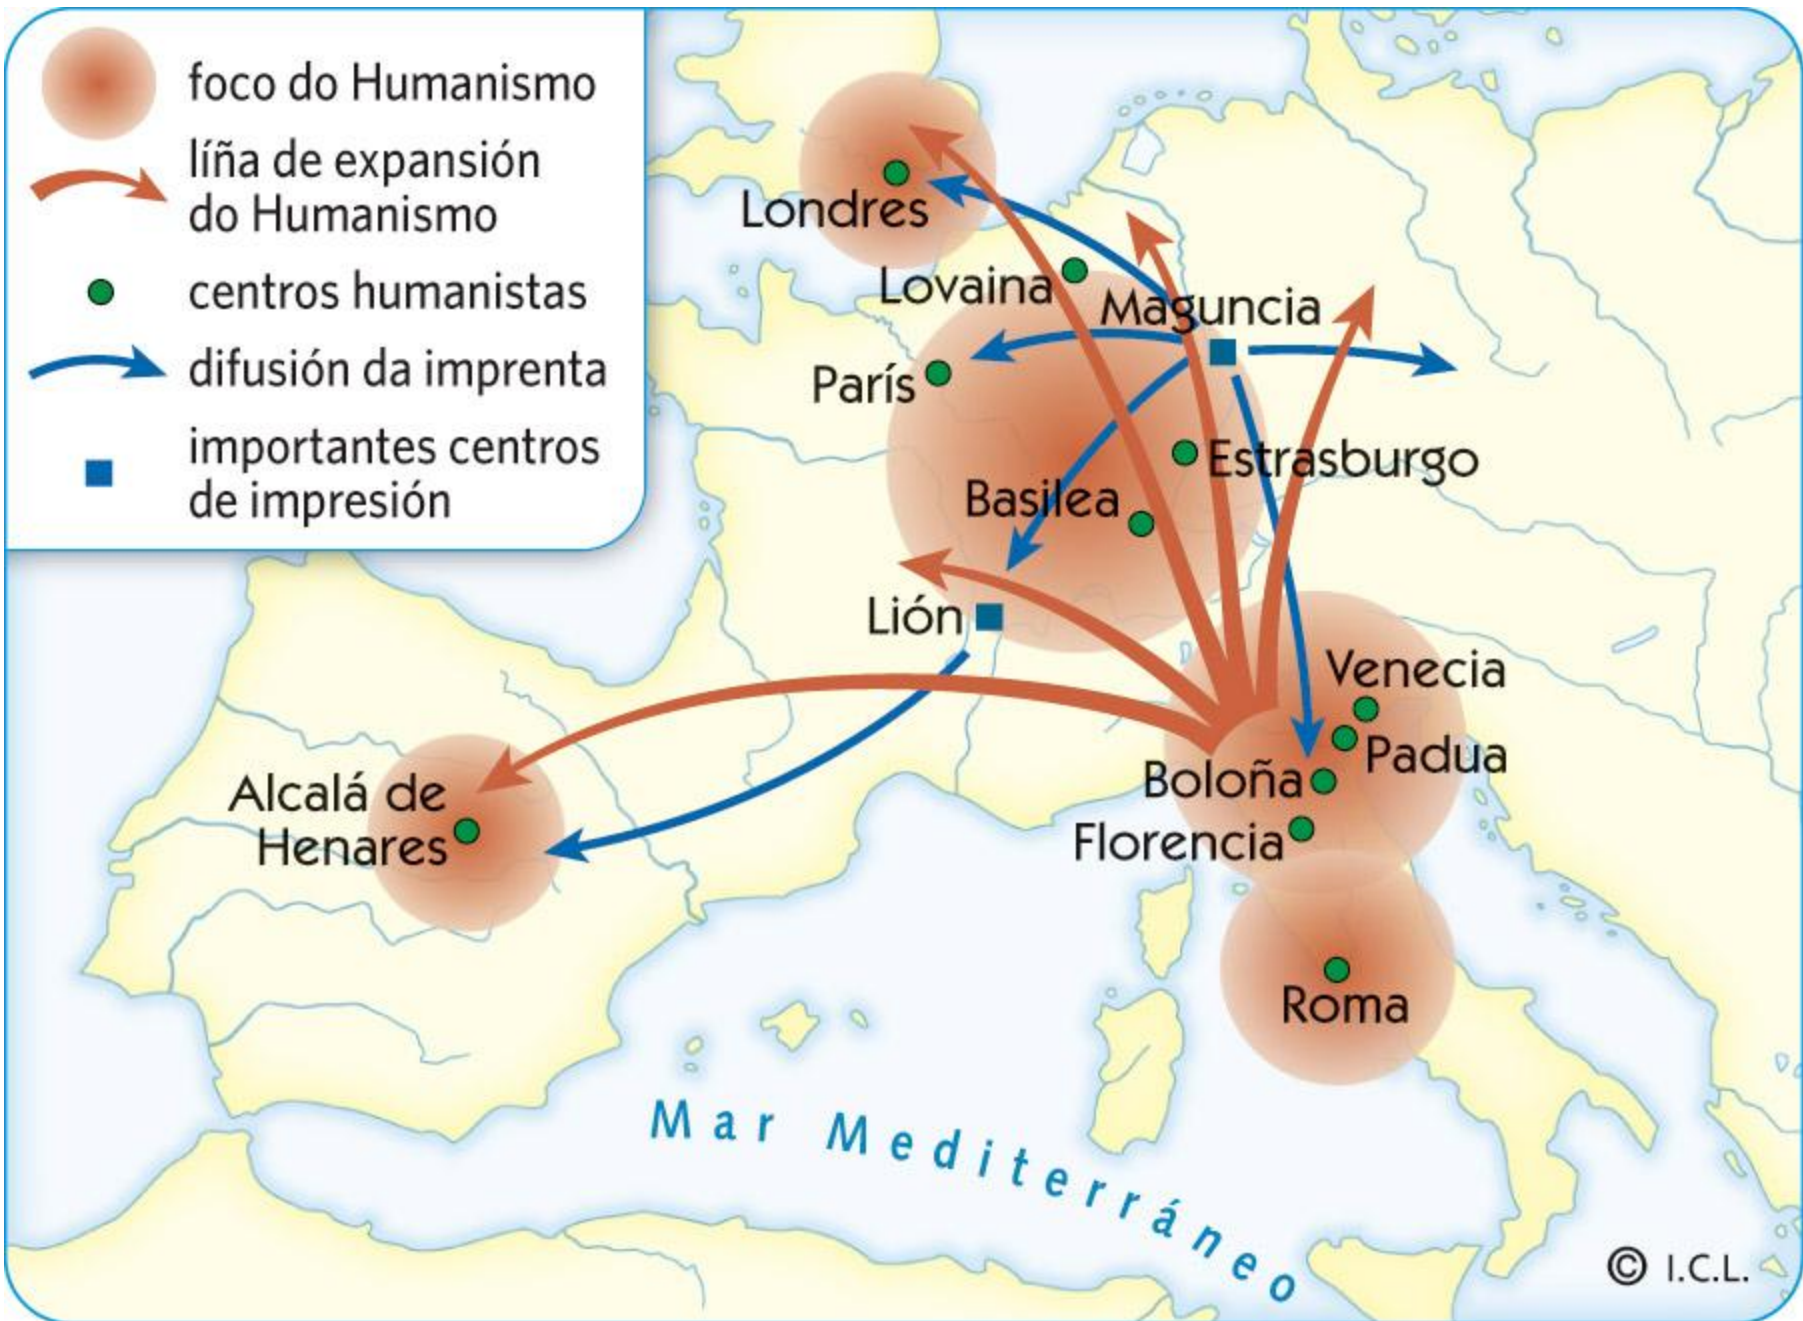 foco do Humanismo
líña de expansión
do Humanismo
centros humanistas
difusión da imprenta
importantes centros
de impresión
Londres
Lovaina
Maguncia
París
Estrasburgo
Basilea
Lión
Venecia
Padua
Boloña
Florencia
Alcalá de
Henares
Roma
Mar Mediterráneo
© I.C.L.